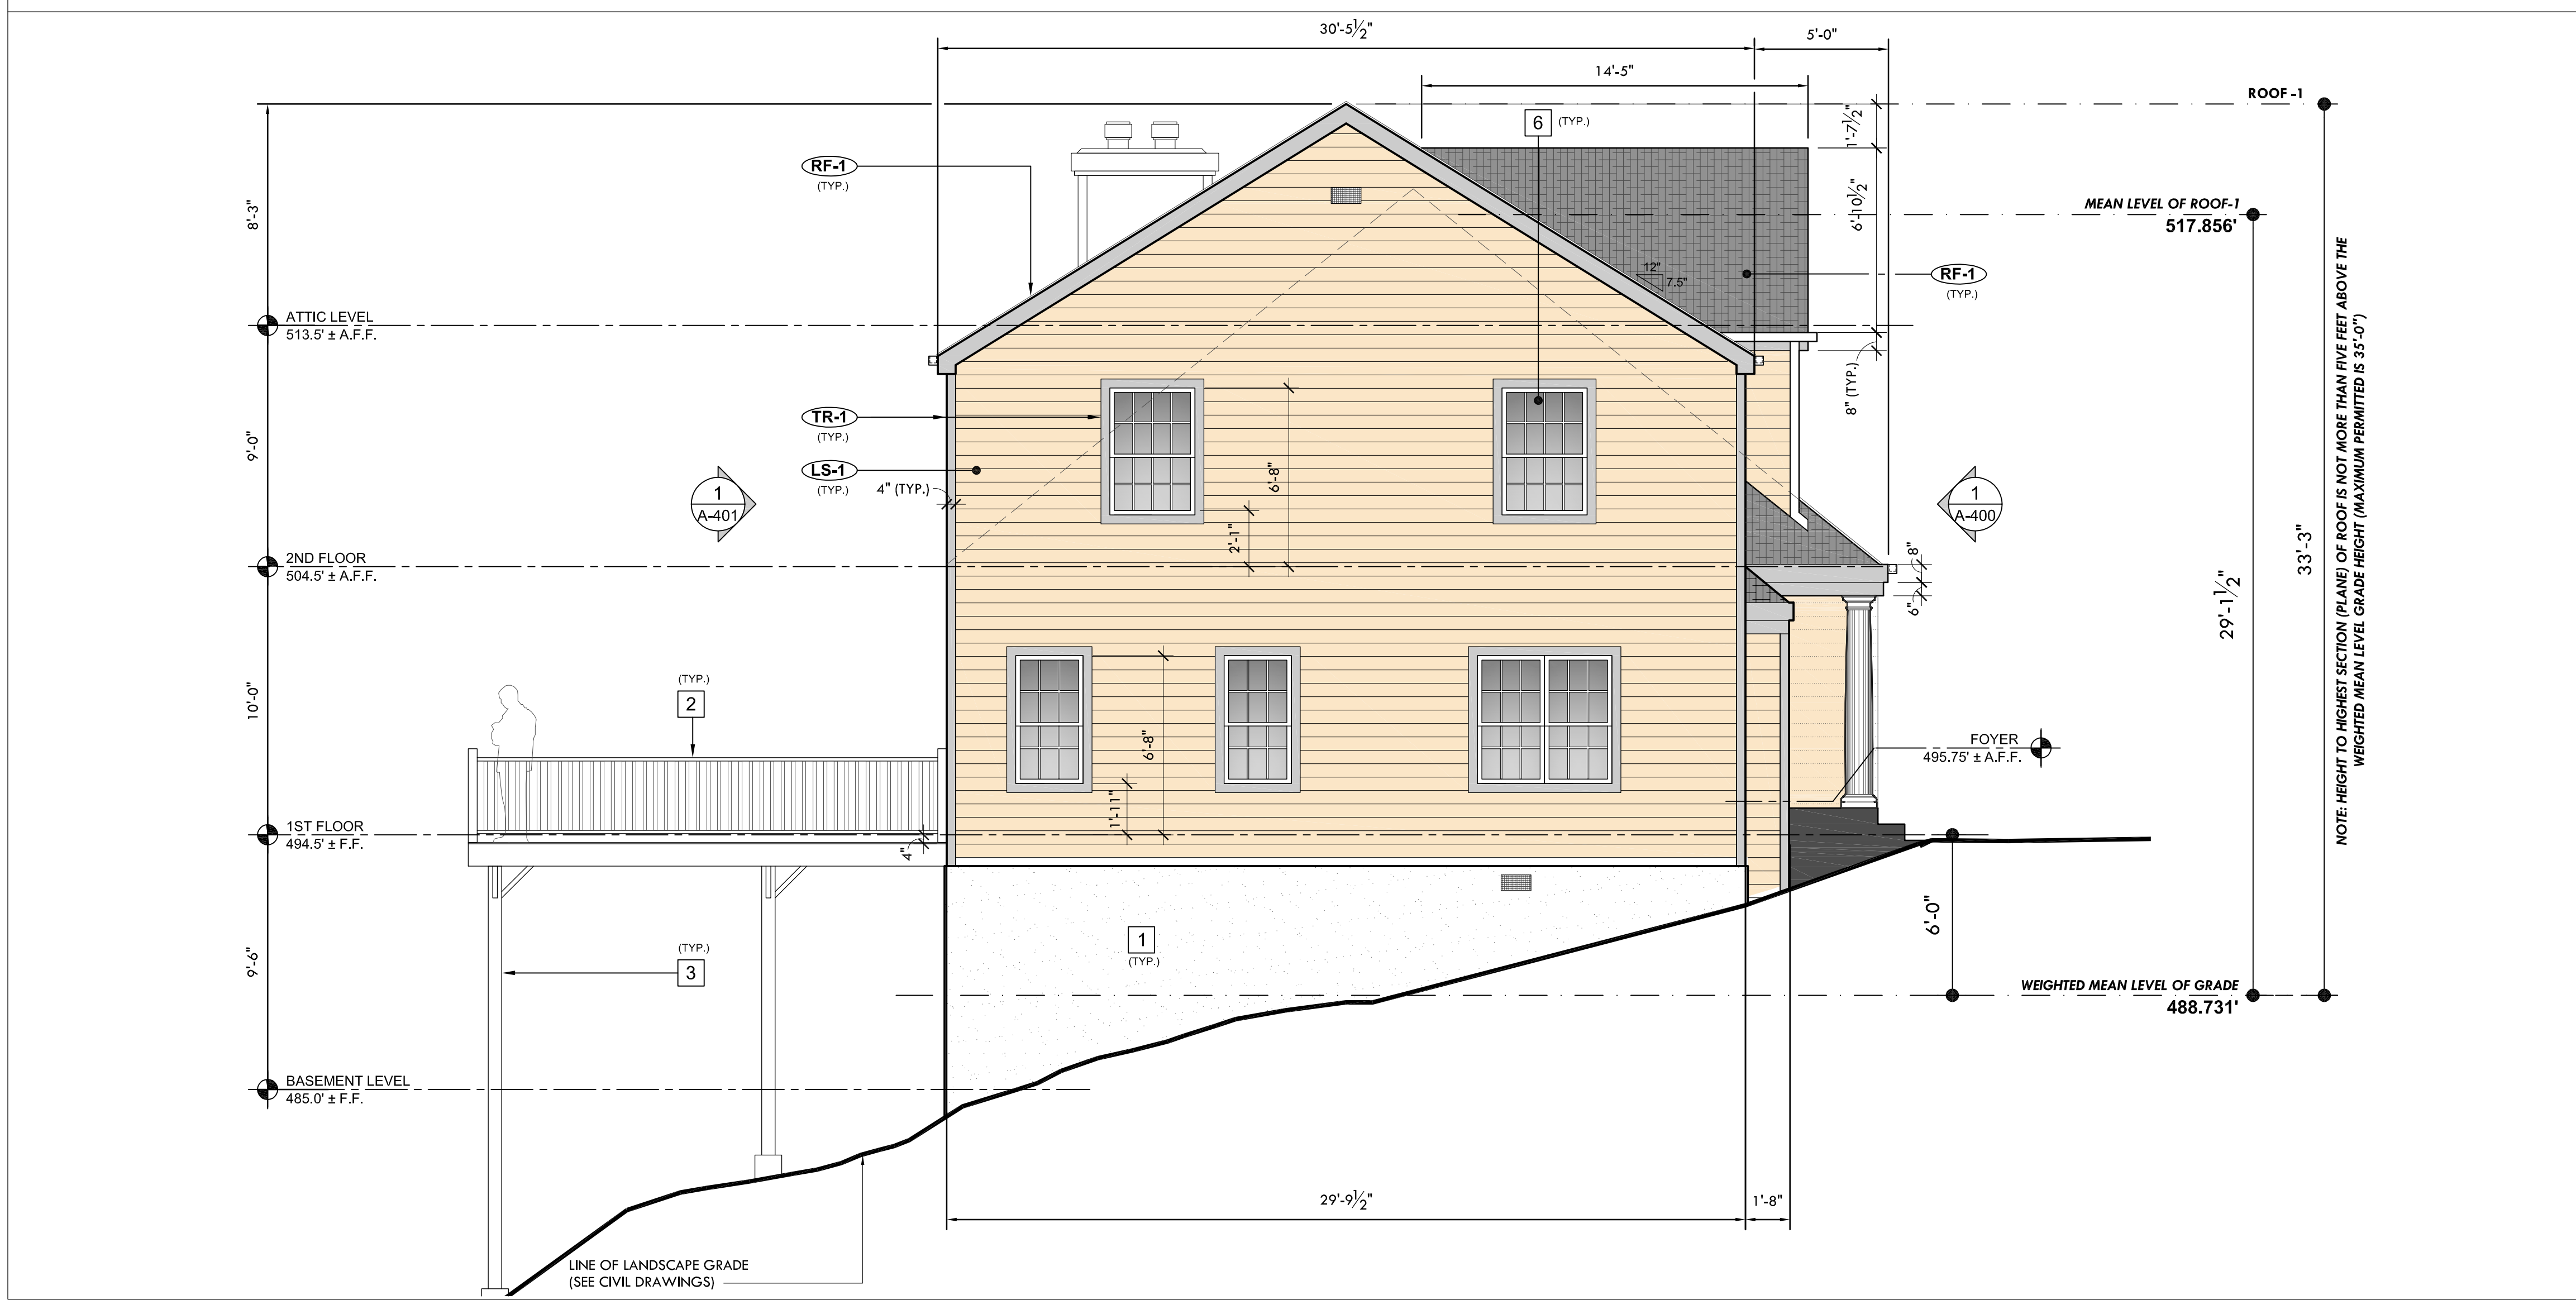 30'-5½"
5'-0"
14'-5"
ROOF -1
1'-7½"
6 (TYP.)
RF-1
(TYP.)
8'-3"
6'-10½"
MEAN LEVEL OF ROOF-1
517.856'
12"
7.5"
RF-1
(TYP.)
ATTIC LEVEL
513.5' ± A.F.F.
8" (TYP.)
TR-1
(TYP.)
9'-0"
LS-1
(TYP.)
4" (TYP.)
6'-8"
1
A-401
1
A-400
2'-1"
2ND FLOOR
504.5' ± A.F.F.
8"
6"
29'-1½"
33'-3"
NOTE: HEIGHT TO HIGHEST SECTION (PLANE) OF ROOF IS NOT MORE THAN FIVE FEET ABOVE THE
WEIGHTED MEAN LEVEL GRADE HEIGHT (MAXIMUM PERMITTED IS 35'-0")
10'-0"
(TYP.)
2
6'-8"
FOYER
495.75' ± A.F.F.
1'-11"
1ST FLOOR
494.5' ± F.F.
4"
6'-0"
9'-6"
(TYP.)
3
1
(TYP.)
WEIGHTED MEAN LEVEL OF GRADE
488.731'
BASEMENT LEVEL
485.0' ± F.F.
29'-9½"
1'-8"
LINE OF LANDSCAPE GRADE
(SEE CIVIL DRAWINGS)